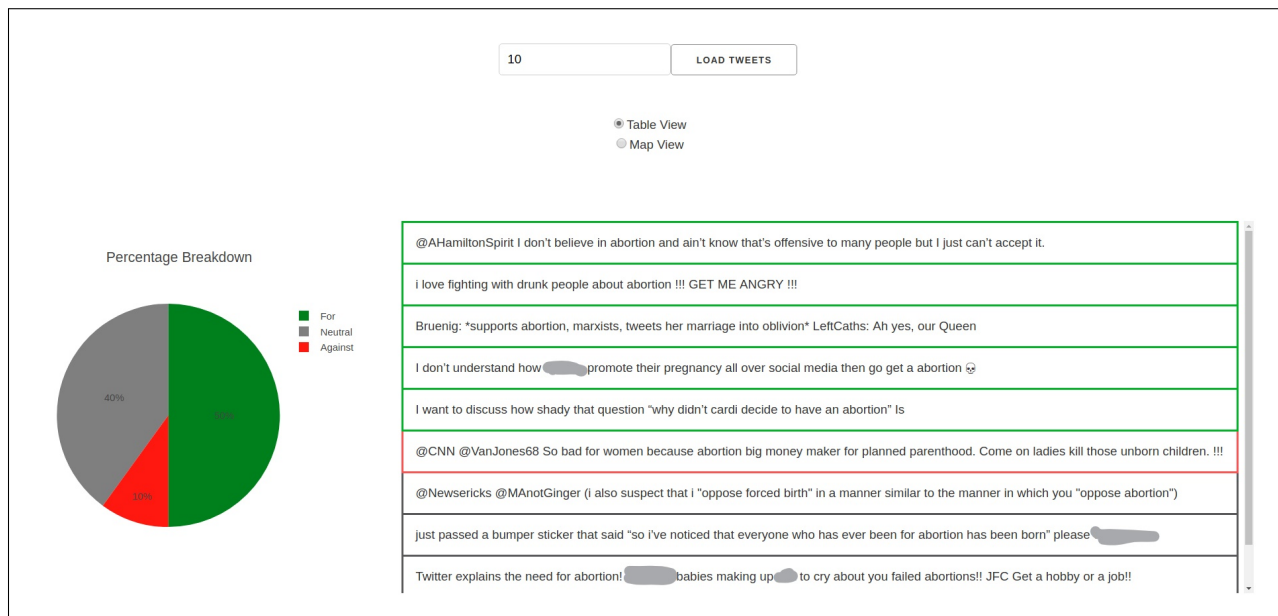 10
LOAD TWEETS
Table View
Map View
Percentage Breakdown
For
Neutral
Against
40%
50%
10%
@AHamiltonSpirit I don’t believe in abortion and ain’t know that’s offensive to many people but I just can’t accept it.
i love fighting with drunk people about abortion !!! GET ME ANGRY !!!
Bruenig: *supports abortion, marxists, tweets her marriage into oblivion* LeftCaths: Ah yes, our Queen
I don’t understand how promote their pregnancy all over social media then go get a abortion 💀
I want to discuss how shady that question “why didn’t cardi decide to have an abortion” Is
@CNN @VanJones68 So bad for women because abortion big money maker for planned parenthood. Come on ladies kill those unborn children. !!!
@Newsericks @MAnotGinger (i also suspect that i "oppose forced birth" in a manner similar to the manner in which you "oppose abortion")
just passed a bumper sticker that said “so i’ve noticed that everyone who has ever been for abortion has been born” please
Twitter explains the need for abortion! babies making up to cry about you failed abortions!! JFC Get a hobby or a job!!